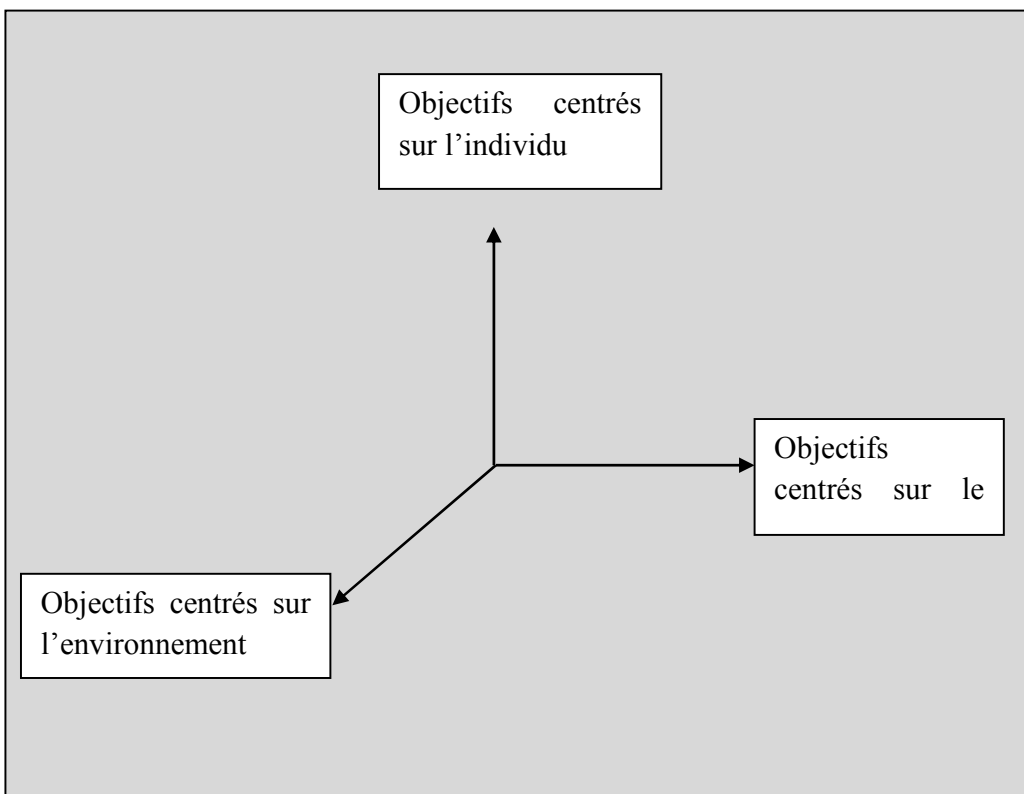 Objectifs centrés
sur l’individu
Objectifs
centrés sur le
Objectifs centrés sur
l’environnement